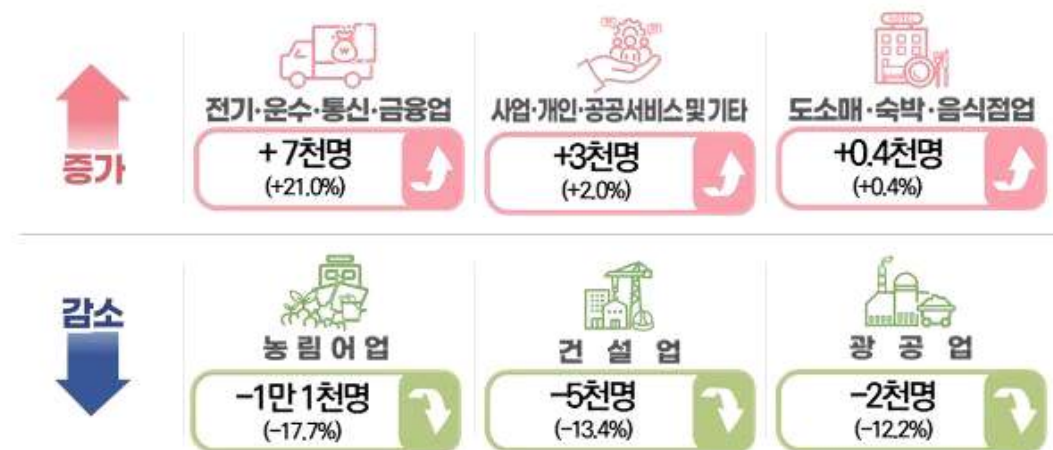 증가
전기·운수·통신·금융업
+7천명
(+21.0%)
사업·개인·공공서비스 및 기타
+3천명
(+2.0%)
도소매·숙박·음식점업
+0.4천명
(+0.4%)
감소
농림어업
-1만 1천명
(-17.7%)
건설업
-5천명
(-13.4%)
광공업
-2천명
(-12.2%)